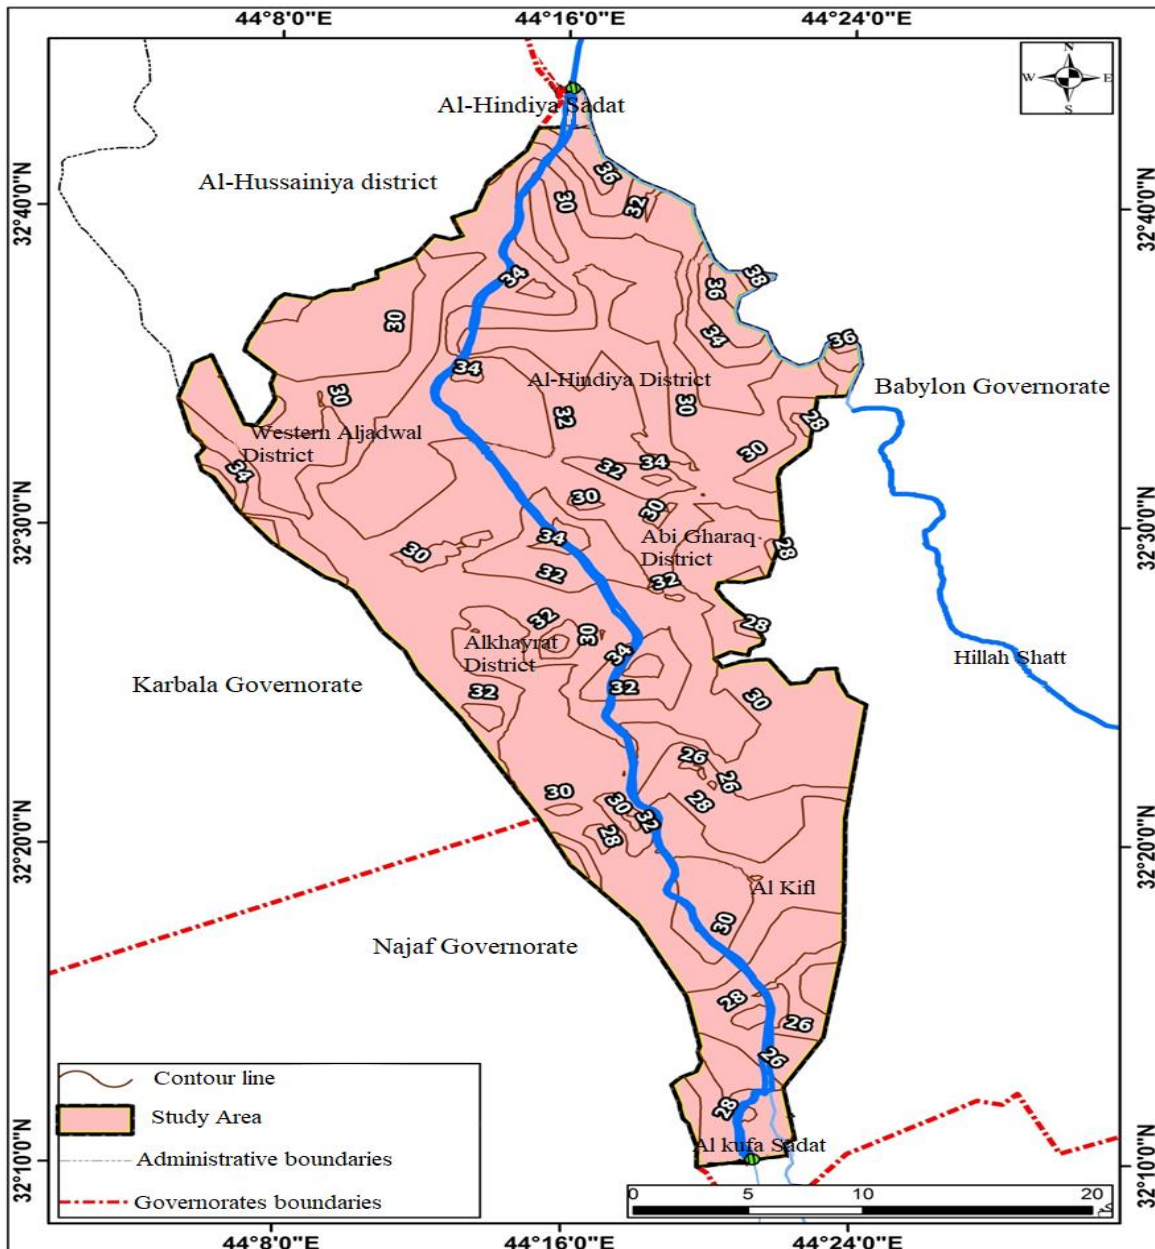 44°8'0"E
44°16'0"E
44°24'0"E
N
W
E
S
Al-Hindiya Sadat
Al-Hussainiya district
32°40'0"N
32°40'0"N
36
30
32
38
34
36
30
34
36
34
Al-Hindiya District
Babylon Governorate
30
30
32
28
Western Aljadwal
District
30
34
32
34
30
30
34
Abi Gharaq
District
32°30'0"N
32°30'0"N
28
30
32
32
32
28
30
Alkhayrat
District
34
Hillah Shatt
Karbala Governorate
32
32
30
26
26
30
30
28
32
28
32°20'0"N
32°20'0"N
Al Kifl
30
Najaf Governorate
28
26
26
28
Al kufa Sadat
32°10'0"N
32°10'0"N
Contour line
Study Area
Administrative boundaries
Governorates boundaries
0
5
10
20
44°8'0"E
44°16'0"E
44°24'0"E